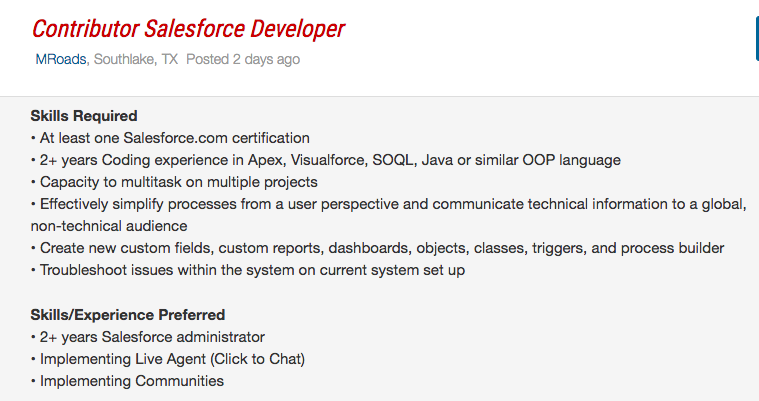 Contributor Salesforce Developer
MRoads, Southlake, TX Posted 2 days ago
Skills Required
• At least one Salesforce.com certification
• 2+ years Coding experience in Apex, Visualforce, SOQL, Java or similar OOP language
• Capacity to multitask on multiple projects
• Effectively simplify processes from a user perspective and communicate technical information to a global,
non-technical audience
• Create new custom fields, custom reports, dashboards, objects, classes, triggers, and process builder
• Troubleshoot issues within the system on current system set up
Skills/Experience Preferred
• 2+ years Salesforce administrator
• Implementing Live Agent (Click to Chat)
• Implementing Communities